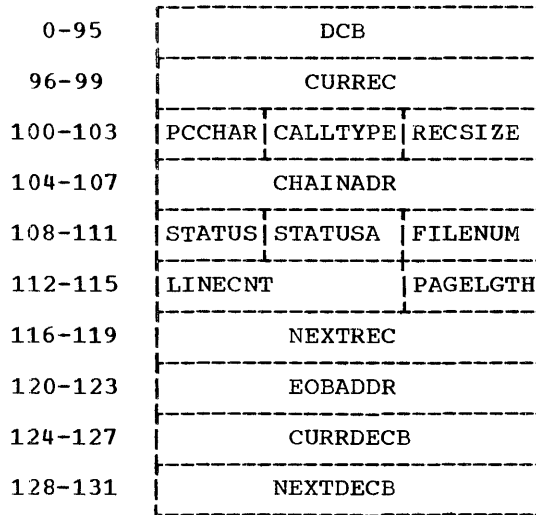 0-95 DCB
96-99 CURREC
100-103 PCCHAR CALLTYPE RECSIZE
104-107 CHAINADR
108-111 STATUS STATUSA FILENUM
112-115 LINECNT PAGELGTH
116-119 NEXTREC
120-123 EOBADDR
124-127 CURRDECB
128-131 NEXTDECB